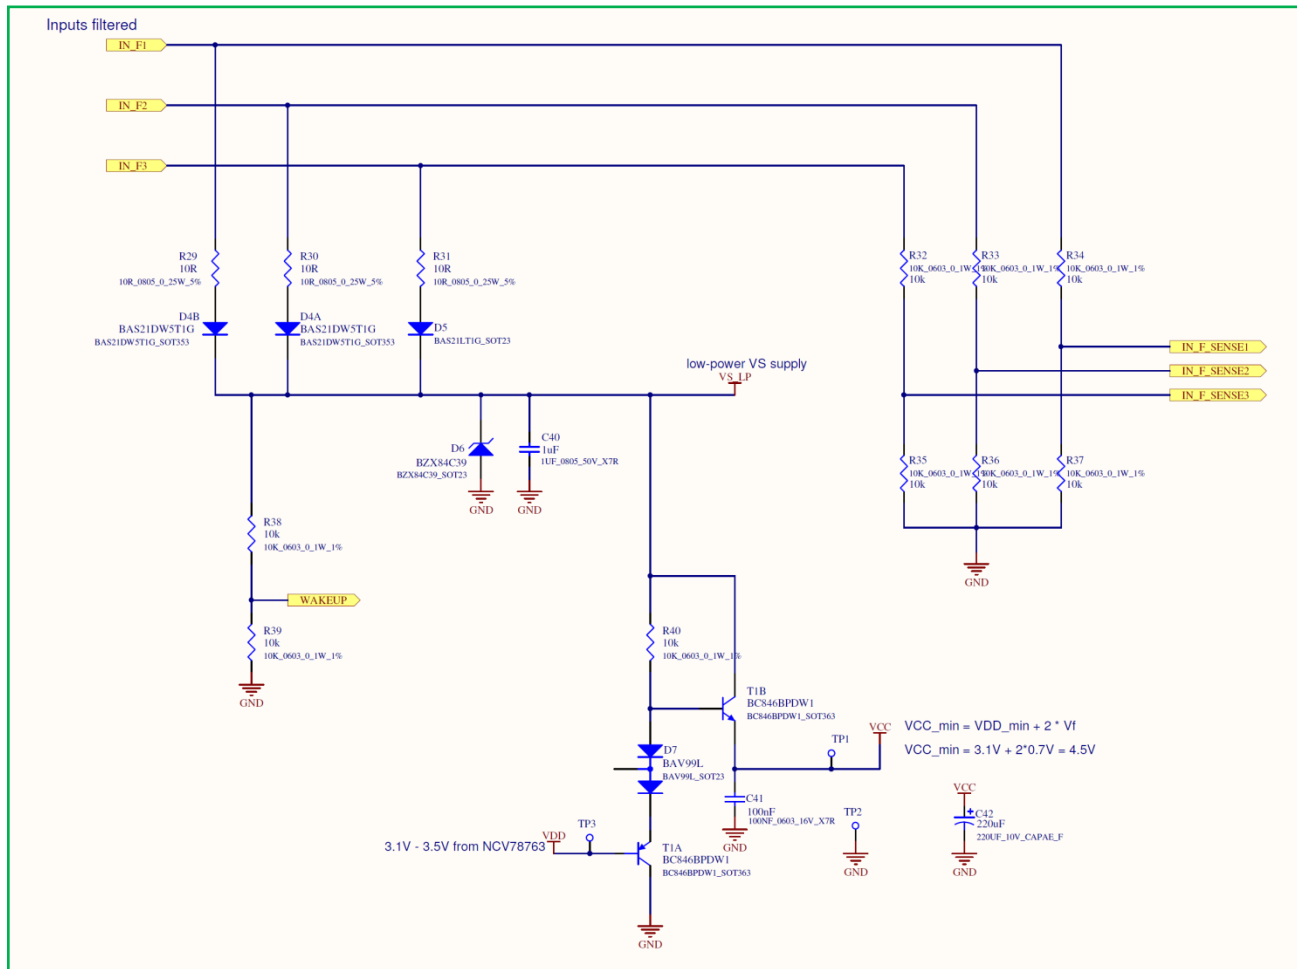 Inputs filtered
IN_F1
IN_F2
IN_F3
R29
10R
10R_0805_0_25W_5%
R30
10R
10R_0805_0_25W_5%
R31
10R
10R_0805_0_25W_5%
R32
10K_0603_0_1W_1%
10k
R33
10K_0603_0_1W_1%
10k
R34
10K_0603_0_1W_1%
10k
D4B
BAS21DW5T1G
BAS21DW5T1G_SOT353
D4A
BAS21DW5T1G
BAS21DW5T1G_SOT353
D5
BAS21LT1G_SOT23
IN_F_SENSE1
IN_F_SENSE2
IN_F_SENSE3
low-power VS supply
VS_LP
D6
BZX84C39
BZX84C39_SOT23
GND
C40
1uF
1UF_0805_50V_X7R
GND
R35
10K_0603_0_1W_1%
10k
R36
10K_0603_0_1W_1%
10k
R37
10K_0603_0_1W_1%
10k
GND
R38
10k
10K_0603_0_1W_1%
WAKEUP
R39
10k
10K_0603_0_1W_1%
GND
R40
10k
10K_0603_0_1W_1%
T1B
BC846BPDW1
BC846BPDW1_SOT363
D7
BAV99L
BAV99L_SOT23
TP1
VCC
VCC_min = VDD_min + 2 * Vf
VCC_min = 3.1V + 2*0.7V = 4.5V
C41
100nF
100NF_0603_16V_X7R
GND
TP2
GND
VCC
C42
220uF
220UF_10V_CAPAE_F
GND
3.1V - 3.5V from NCV78763
VDD
TP3
T1A
BC846BPDW1
BC846BPDW1_SOT363
GND